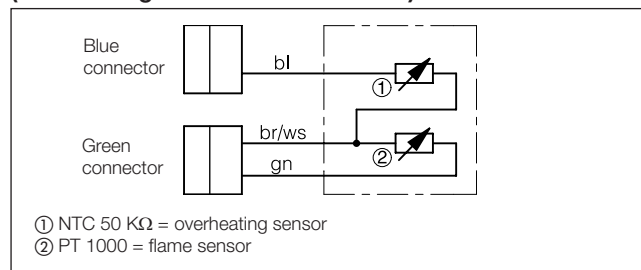 Blue
connector
bl
①
Green
connector
br/ws
gn
②
① NTC 50 KΩ = overheating sensor
② PT 1000 = flame sensor